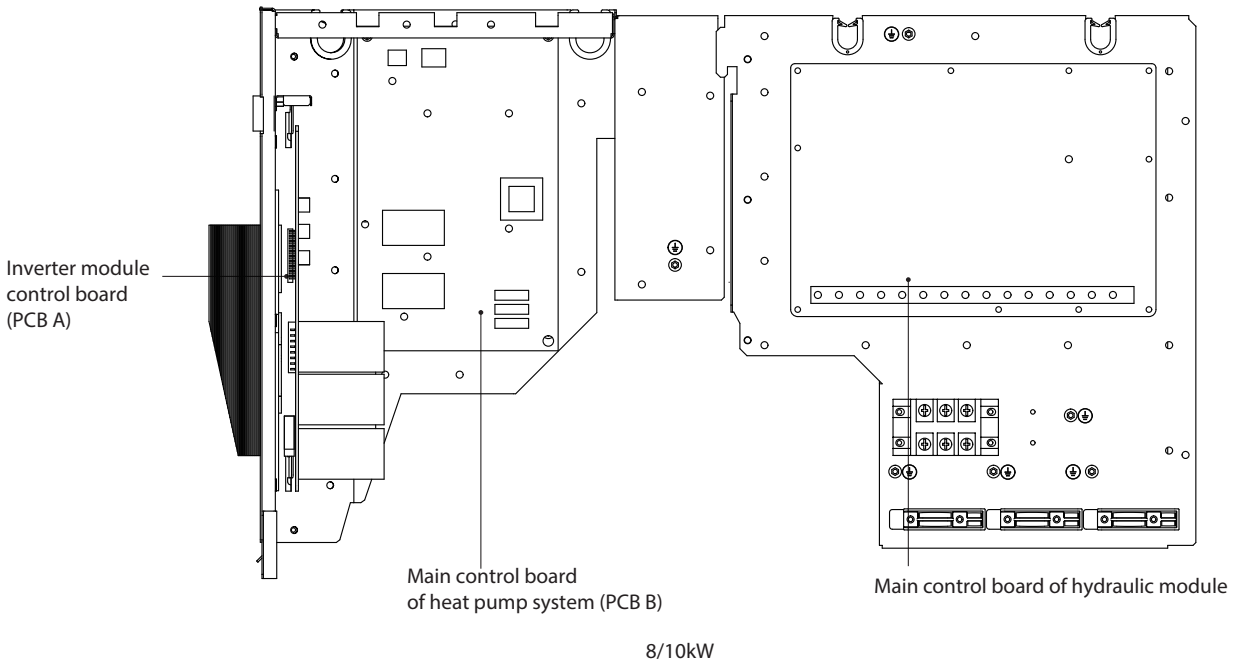 Inverter module
control board
(PCB A)
Main control board
of heat pump system (PCB B)
Main control board of hydraulic module
8/10kW